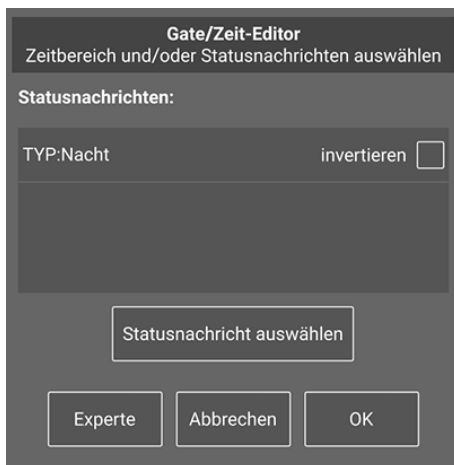 Gate/Zeit-Editor
Zeitbereich und/oder Statusnachrichten auswählen
Statusnachrichten:
TYP:Nacht invertieren
Statusnachricht auswählen
Experte Abbrechen OK